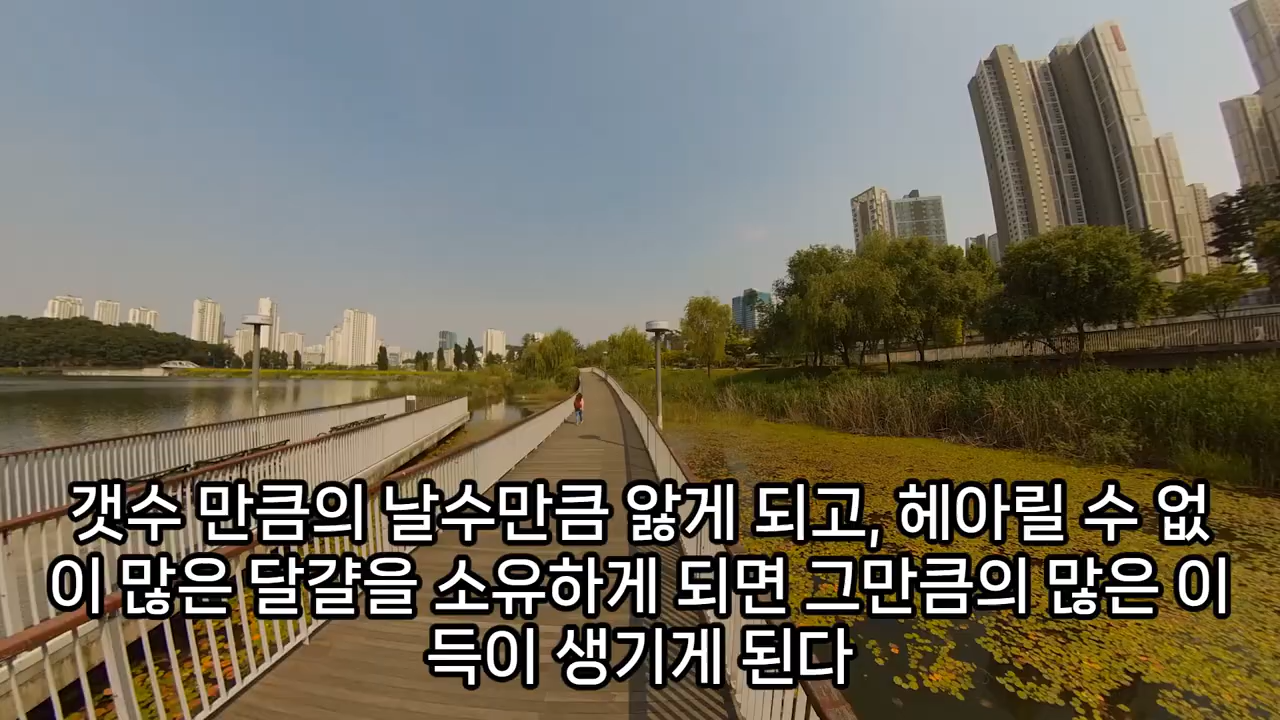 갯수 만큼의 날수만큼 앓게 되고, 헤아릴 수 없
이 많은 달걀을 소유하게 되면 그만큼의 많은 이
득이 생기게 된다